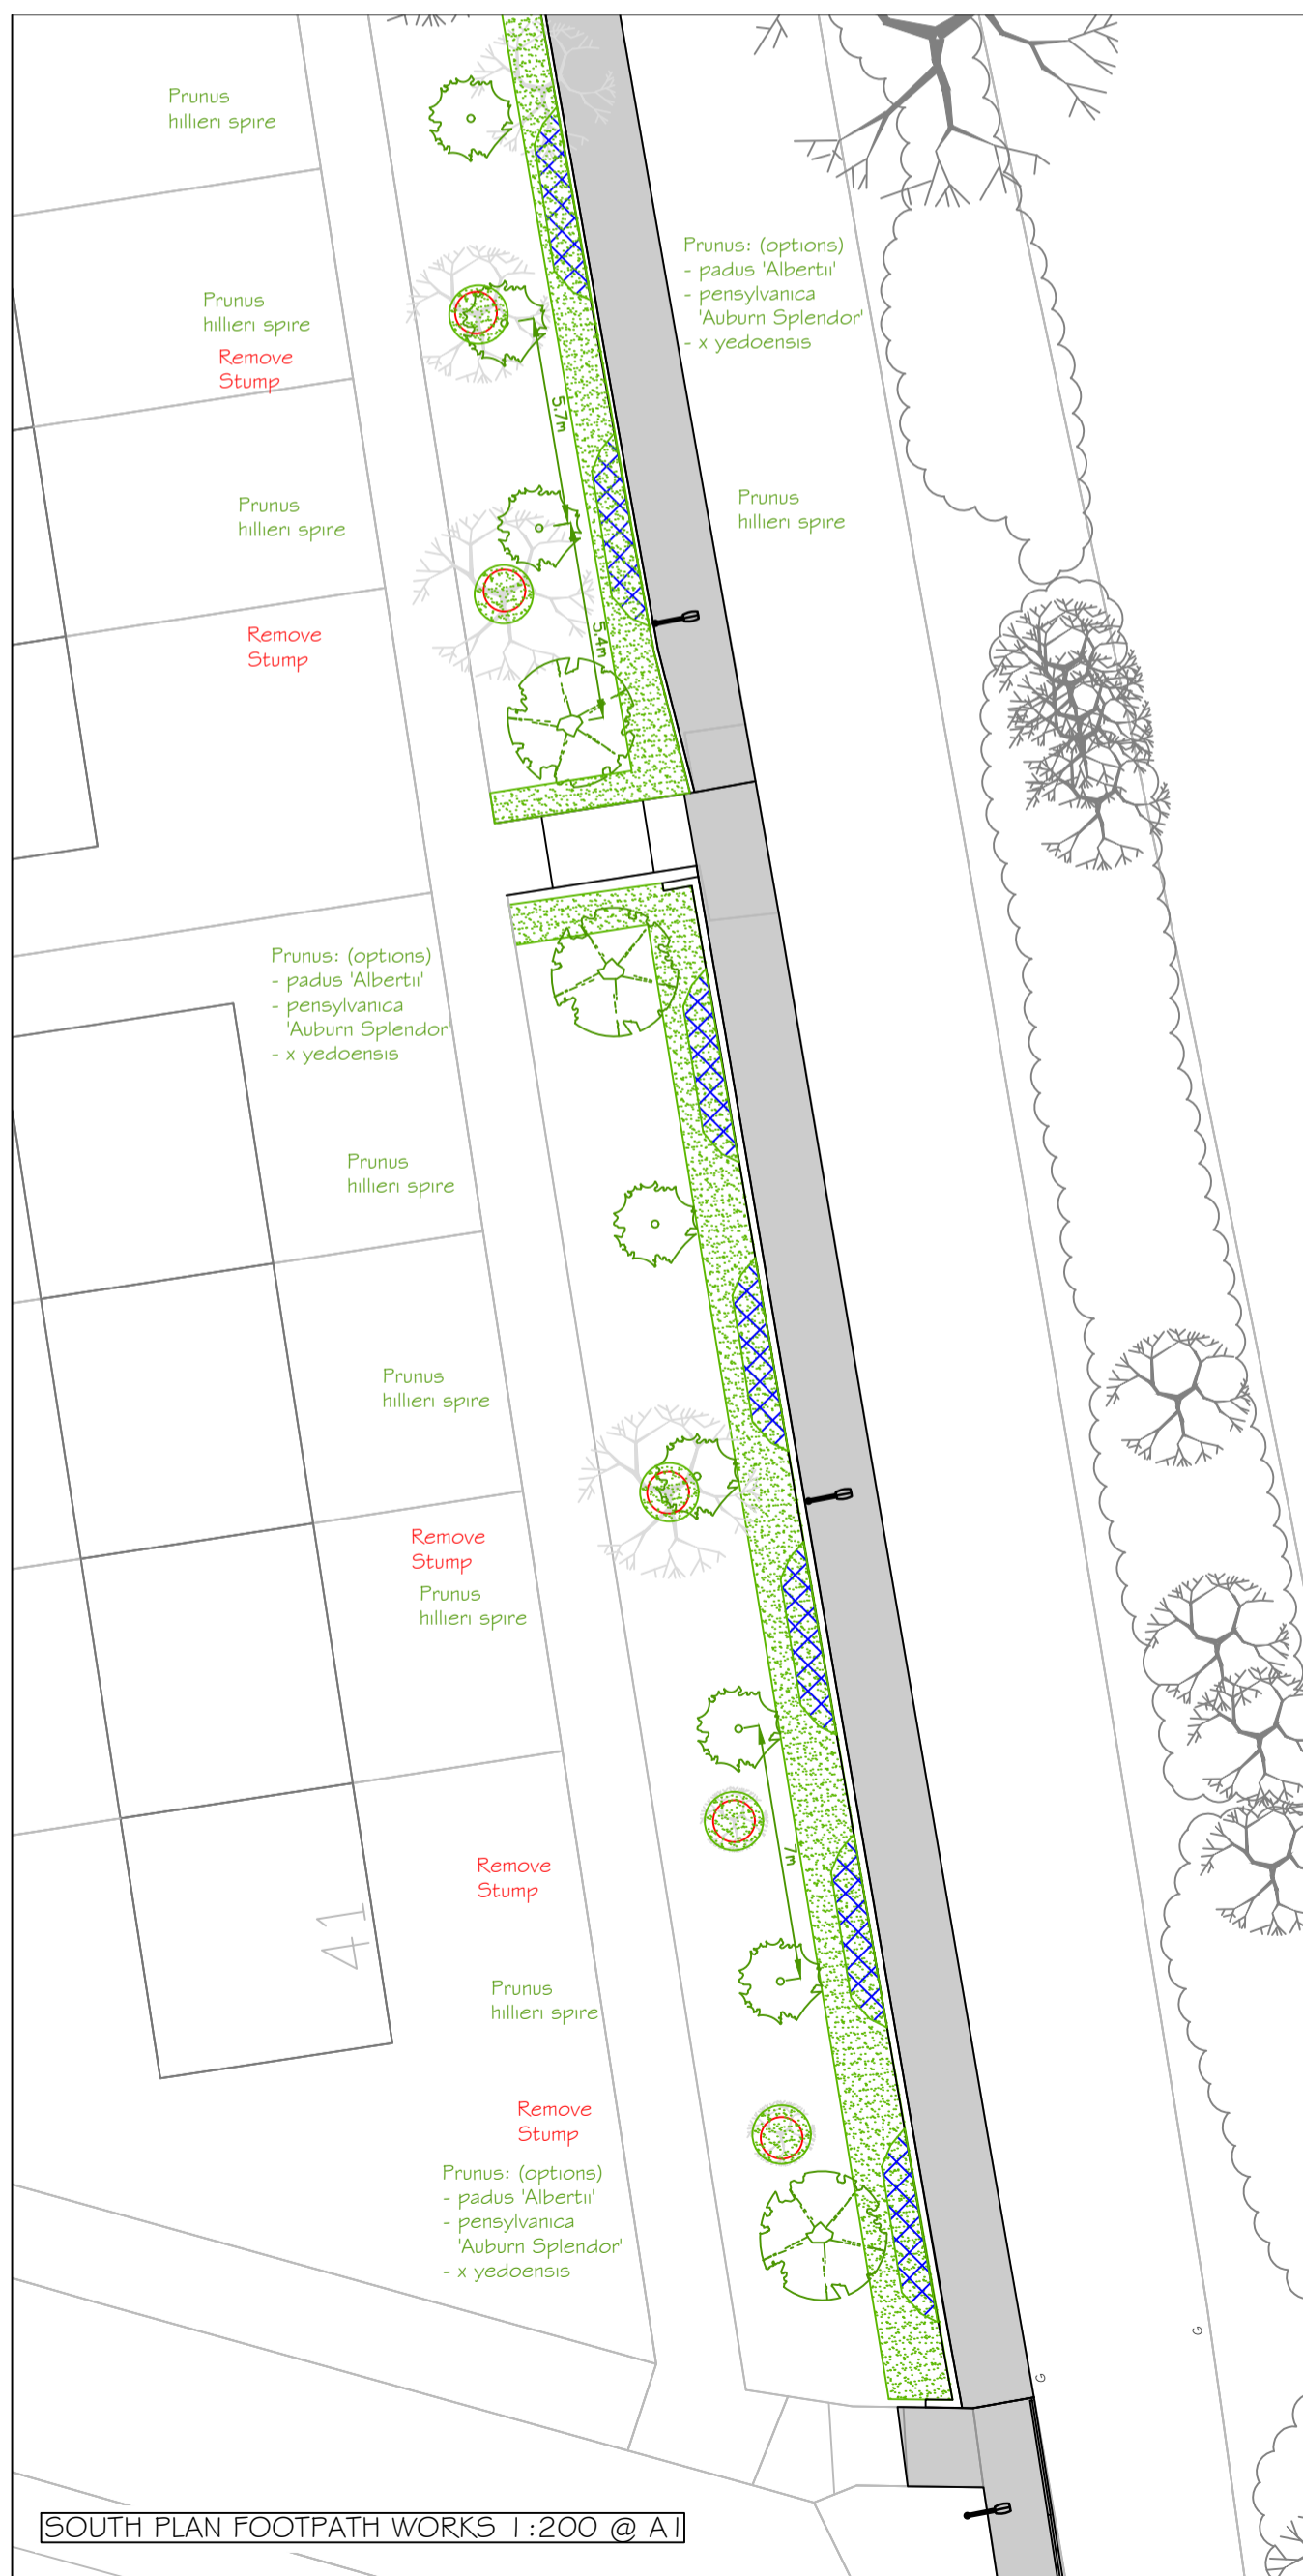 Prunus
hillieri spire
Prunus: (options)
- padus 'Albertii'
- pensylvanica
'Auburn Splendor'
- x yedoensis
Prunus
hillieri spire
Remove
Stump
5.7m
Prunus
hillieri spire
Prunus
hillieri spire
Remove
Stump
5.4m
Prunus: (options)
- padus 'Albertii'
- pensylvanica
'Auburn Splendor'
- x yedoensis
Prunus
hillieri spire
Prunus
hillieri spire
Remove
Stump
Prunus
hillieri spire
Remove
Stump
7m
41
Prunus
hillieri spire
Remove
Stump
Prunus: (options)
- padus 'Albertii'
- pensylvanica
'Auburn Splendor'
- x yedoensis
G
G
SOUTH PLAN FOOTPATH WORKS 1:200 @ A1